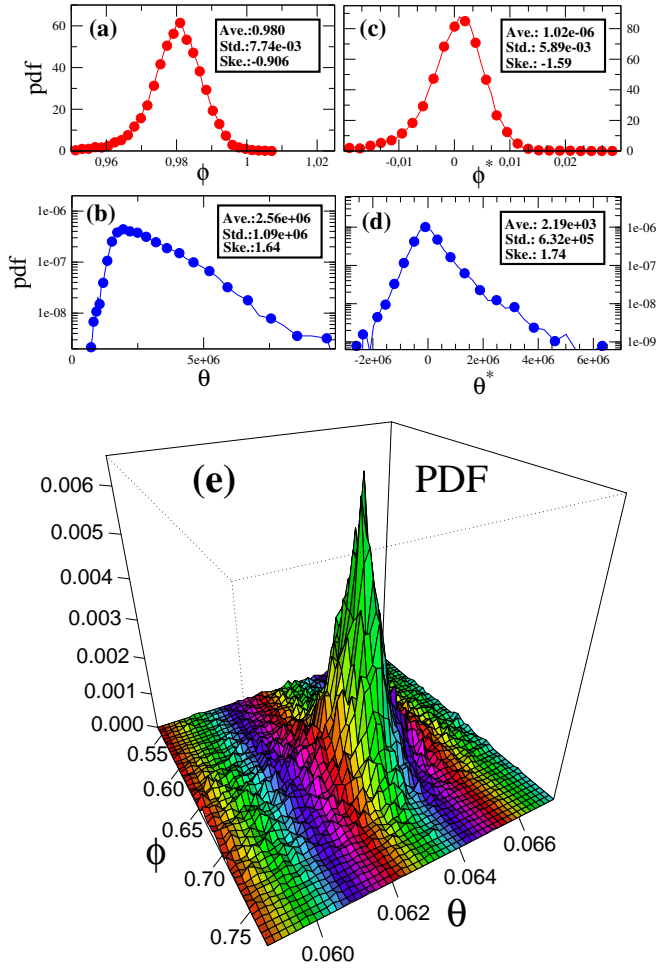 (a)
Ave.:0.980
Std.:7.74e-03
Ske.:-0.906
pdf
60
40
20
0
0,96
0,98
1
1,02
ϕ
(c)
Ave.: 1.02e-06
Std.: 5.89e-03
Ske.: -1.59
80
60
40
20
0
-0,01
0
0,01
0,02
ϕ*
(b)
Ave.:2.56e+06
Std.:1.09e+06
Ske.:1.64
pdf
1e-06
1e-07
1e-08
0
5e+06
θ
(d)
Ave.: 2.19e+03
Std.: 6.32e+05
Ske.: 1.74
1e-06
1e-07
1e-08
1e-09
-2e+06
0
2e+06
4e+06
6e+06
θ*
(e)
PDF
0.006
0.005
0.004
0.003
0.002
0.001
0.000
0.55
0.60
0.65
0.70
0.75
ϕ
0.060
0.062
0.064
0.066
θ